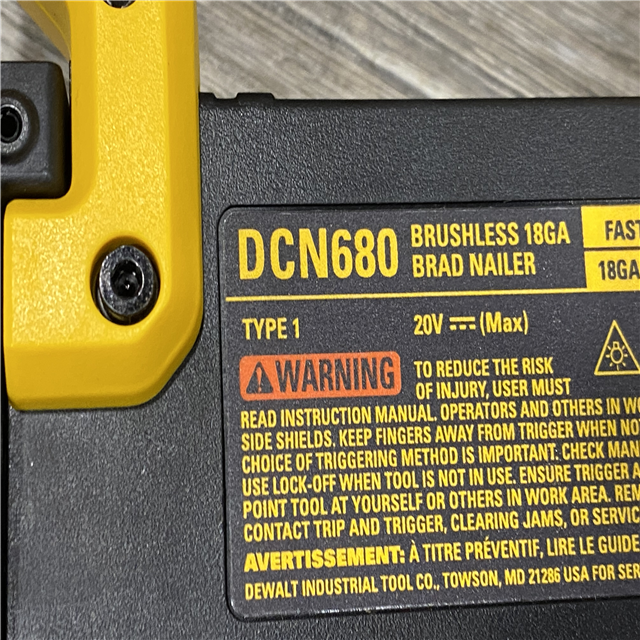 DCN680 BRUSHLESS 18GA BRAD NAILER
FAST
18GA
TYPE 1 20V (Max)
WARNING TO REDUCE THE RISK
OF INJURY, USER MUST
READ INSTRUCTION MANUAL. OPERATORS AND OTHERS IN WO
SIDE SHIELDS. KEEP FINGERS AWAY FROM TRIGGER WHEN NOT
CHOICE OF TRIGGERING METHOD IS IMPORTANT. CHECK MAN
USE LOCK-OFF WHEN TOOL IS NOT IN USE. ENSURE TRIGGER A
POINT TOOL AT YOURSELF OR OTHERS IN WORK AREA. REM
CONTACT TRIP AND TRIGGER, CLEARING JAMS, OR SERVIC
AVERTISSEMENT: À TITRE PRÉVENTIF, LIRE LE GUIDE
DEWALT INDUSTRIAL TOOL CO., TOWSON, MD 21286 USA FOR SER